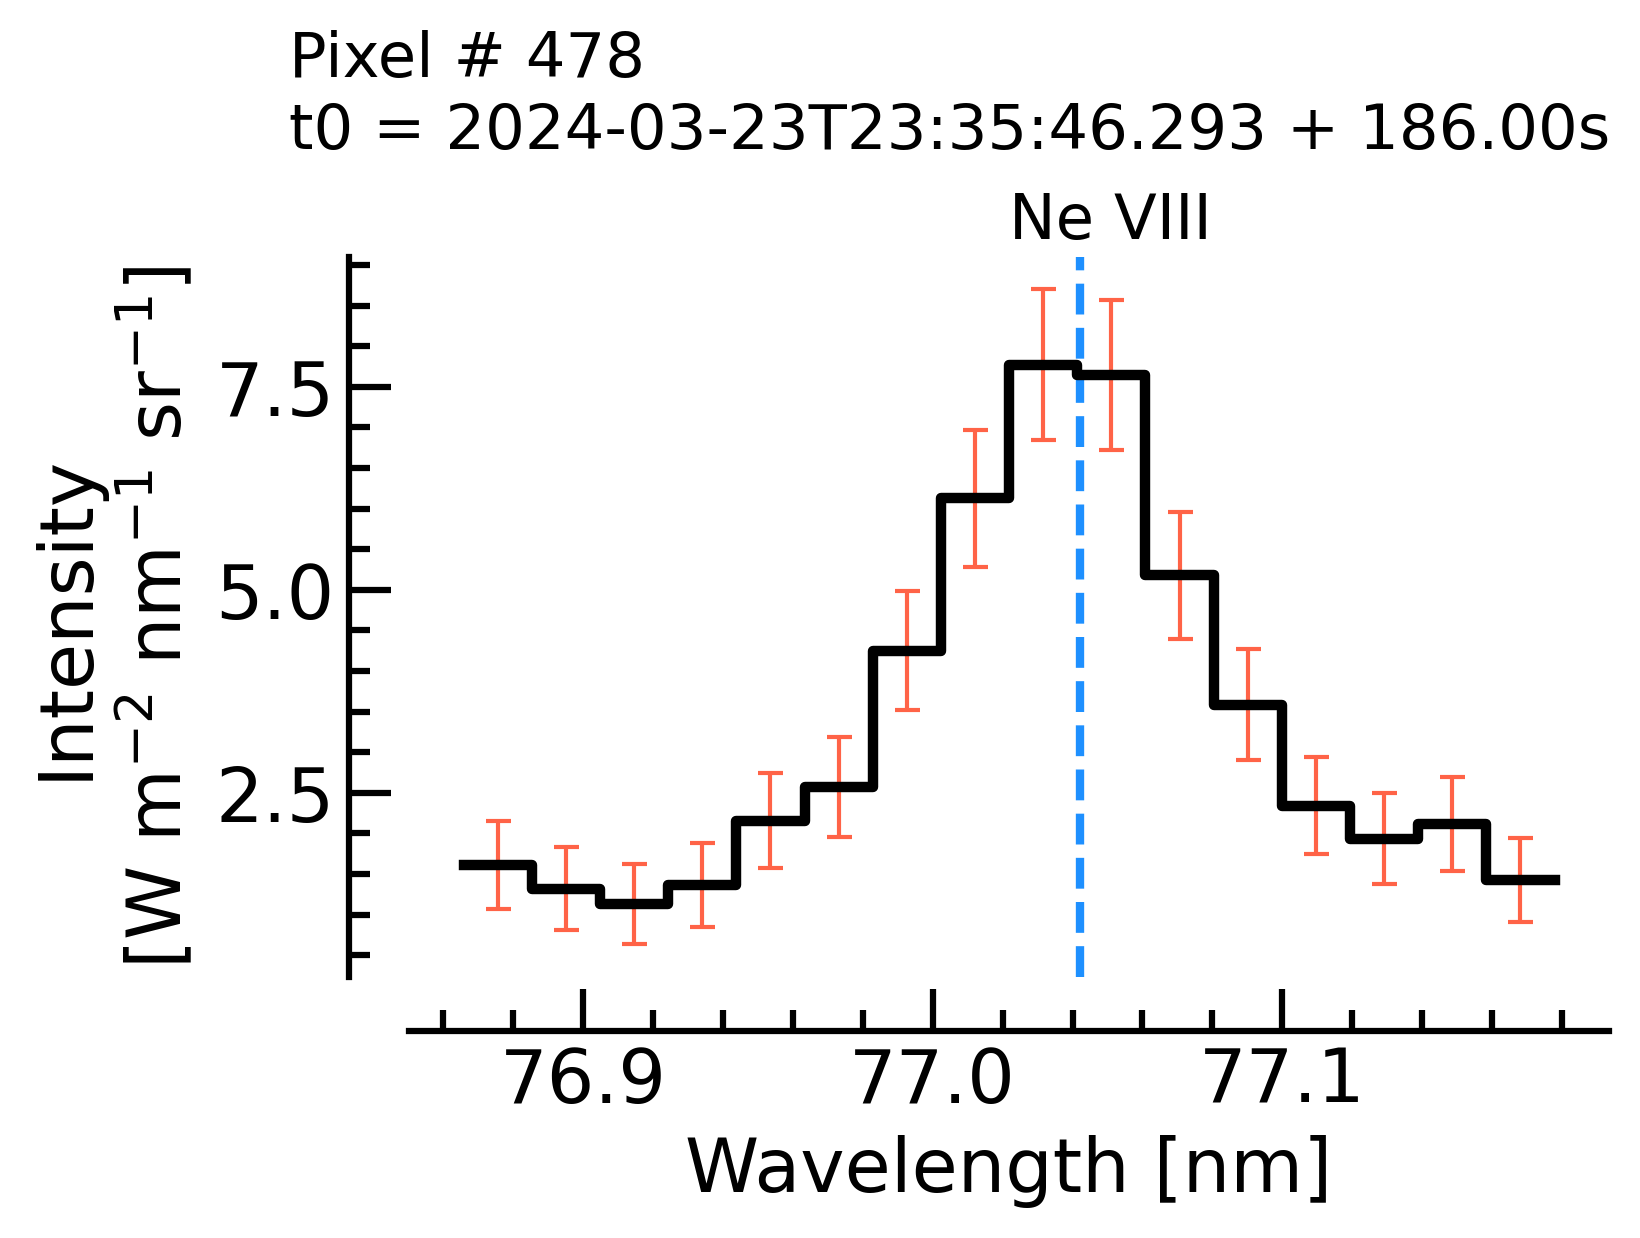 Pixel # 478
t0 = 2024-03-23T23:35:46.293 + 186.00s
Ne VIII
Intensity
[W m⁻² nm⁻¹ sr⁻¹]
7.5
5.0
2.5
76.9 77.0 77.1
Wavelength [nm]